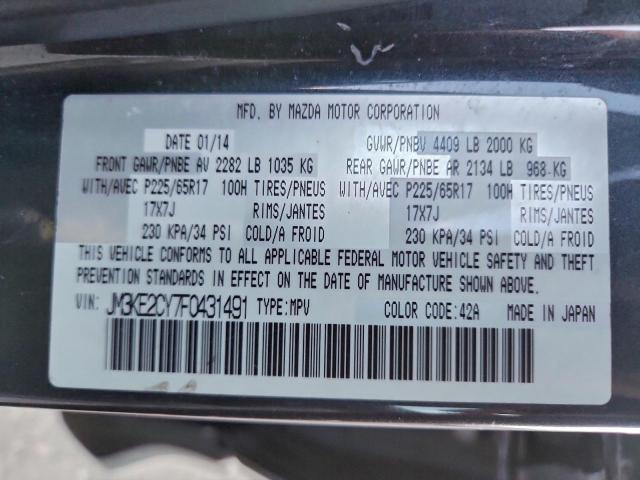 MFD. BY MAZDA MOTOR CORPORATION
DATE 01/14 GVWR/PNBV 4409 LB 2000 KG
FRONT GAWR/PNBE AV 2282 LB 1035 KG REAR GAWR/PNBE AR 2134 LB 968 KG
WITH/AVEC P225/65R17 100H TIRES/PNEUS WITH/AVEC P225/65R17 100H TIRES/PNEUS
17X7J RIMS/JANTES 17X7J RIMS/JANTES
230 KPA/34 PSI COLD/A FROID 230 KPA/34 PSI COLD/A FROID
THIS VEHICLE CONFORMS TO ALL APPLICABLE FEDERAL MOTOR VEHICLE SAFETY AND THEFT
PREVENTION STANDARDS IN EFFECT ON THE DATE OF MANUFACTURE SHOWN ABOVE.
VIN: JM3KE2CY7F0431491 TYPE:MPV COLOR CODE:42A MADE IN JAPAN